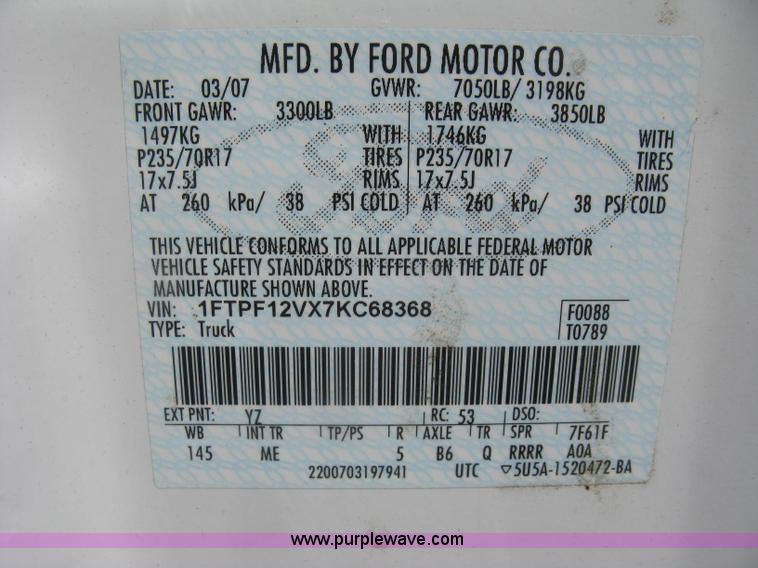 MFD. BY FORD MOTOR CO.
DATE: 03/07 GVWR: 7050LB/ 3198KG
FRONT GAWR: 3300LB REAR GAWR: 3850LB
1497KG WITH 1746KG WITH
P235/70R17 TIRES P235/70R17 TIRES
17x7.5J RIMS 17x7.5J RIMS
AT 260 kPa/ 38 PSI COLD AT 260 kPa/ 38 PSI COLD
Ford
THIS VEHICLE CONFORMS TO ALL APPLICABLE FEDERAL MOTOR
VEHICLE SAFETY STANDARDS IN EFFECT ON THE DATE OF
MANUFACTURE SHOWN ABOVE.
VIN: 1FTPF12VX7KC68368 F0088
TYPE: Truck T0789
EXT PNT: YZ RC: 53 DSO:
WB INT TR TP/PS R AXLE TR SPR 7F61F
145 ME 5 B6 Q RRRR A0A
2200703197941 UTC ▽5U5A-1520472-BA
www.purplewave.com